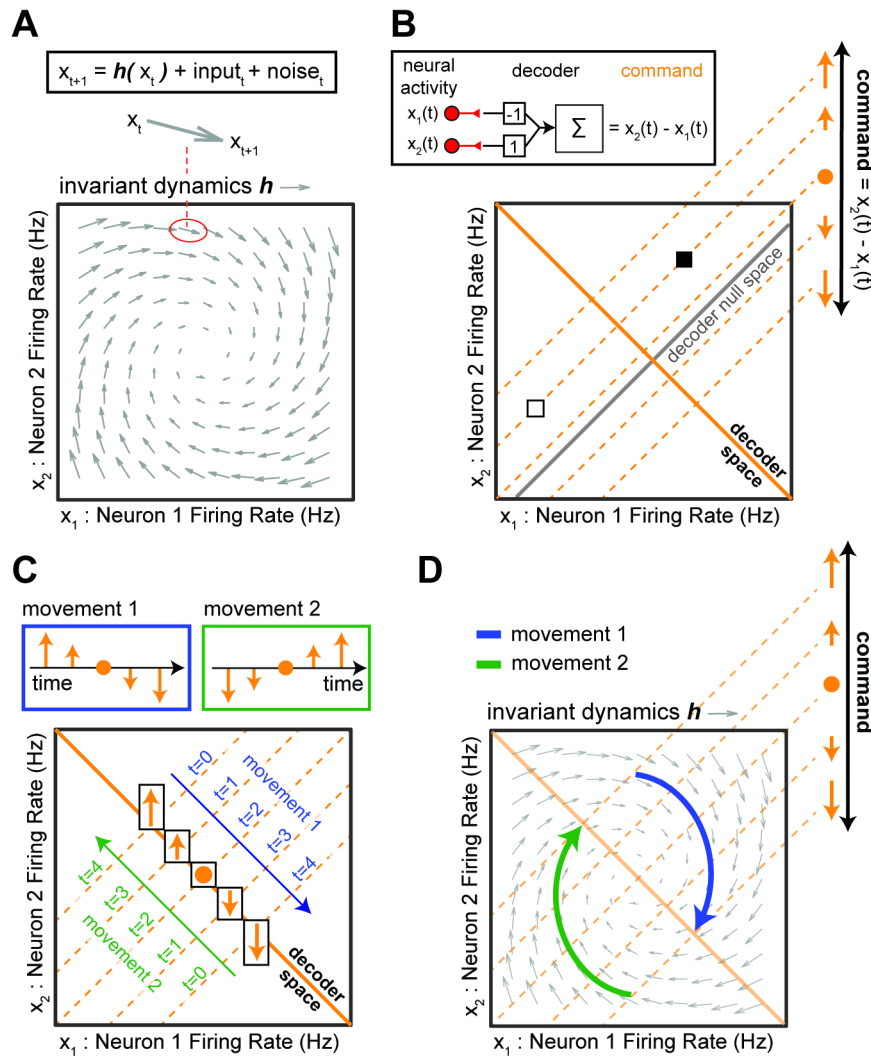 A
x_{t+1} = h(x_t) + input_t + noise_t
x_t
x_{t+1}
invariant dynamics h
x_2 : Neuron 2 Firing Rate (Hz)
x_1 : Neuron 1 Firing Rate (Hz)
B
neural activity
decoder
command
x_1(t)
-1
x_2(t)
1
Σ
= x_2(t) - x_1(t)
command = x_2(t) - x_1(t)
decoder null space
decoder
space
x_2 : Neuron 2 Firing Rate (Hz)
x_1 : Neuron 1 Firing Rate (Hz)
C
movement 1
time
movement 2
time
t=0
t=1
t=2
t=3
t=4
movement 1
t=4
t=3
t=2
t=1
t=0
movement 2
decoder
space
x_2 : Neuron 2 Firing Rate (Hz)
x_1 : Neuron 1 Firing Rate (Hz)
D
movement 1
movement 2
invariant dynamics h
command
x_2 : Neuron 2 Firing Rate (Hz)
x_1 : Neuron 1 Firing Rate (Hz)